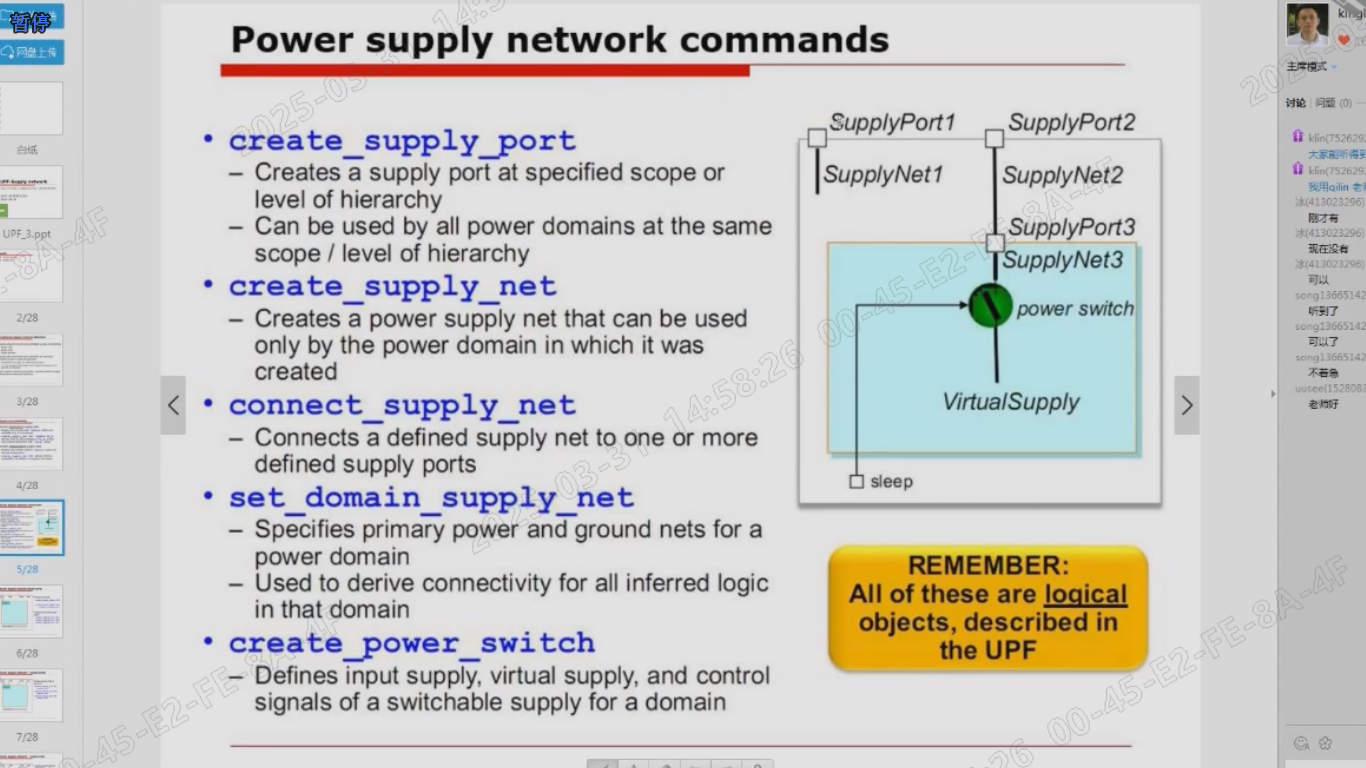 暂停
网盘上传
白纸
UPF_3.ppt
2/28
3/28
4/28
5/28
6/28
7/28
Power supply network commands
• create_supply_port
– Creates a supply port at specified scope or
level of hierarchy
– Can be used by all power domains at the same
scope / level of hierarchy
• create_supply_net
– Creates a power supply net that can be used
only by the power domain in which it was
created
• connect_supply_net
– Connects a defined supply net to one or more
defined supply ports
• set_domain_supply_net
– Specifies primary power and ground nets for a
power domain
– Used to derive connectivity for all inferred logic
in that domain
• create_power_switch
– Defines input supply, virtual supply, and control
signals of a switchable supply for a domain
SupplyPort1
SupplyPort2
SupplyNet1
SupplyNet2
SupplyPort3
SupplyNet3
power switch
VirtualSupply
sleep
REMEMBER:
All of these are logical
objects, described in
the UPF
2025-03-31 14:58:26 00-45-E2-FE-8A-4F
主席模式
讨论 问题 (0)
klin(752629
大家能听得到
klin(752629
我用qilin 老
冰(413023296)
刚才有
冰(413023296)
现在没有
冰(413023296)
可以
song13665142
听到了
song13665142
可以了
song13665142
不着急
uusee(1528083
老师好